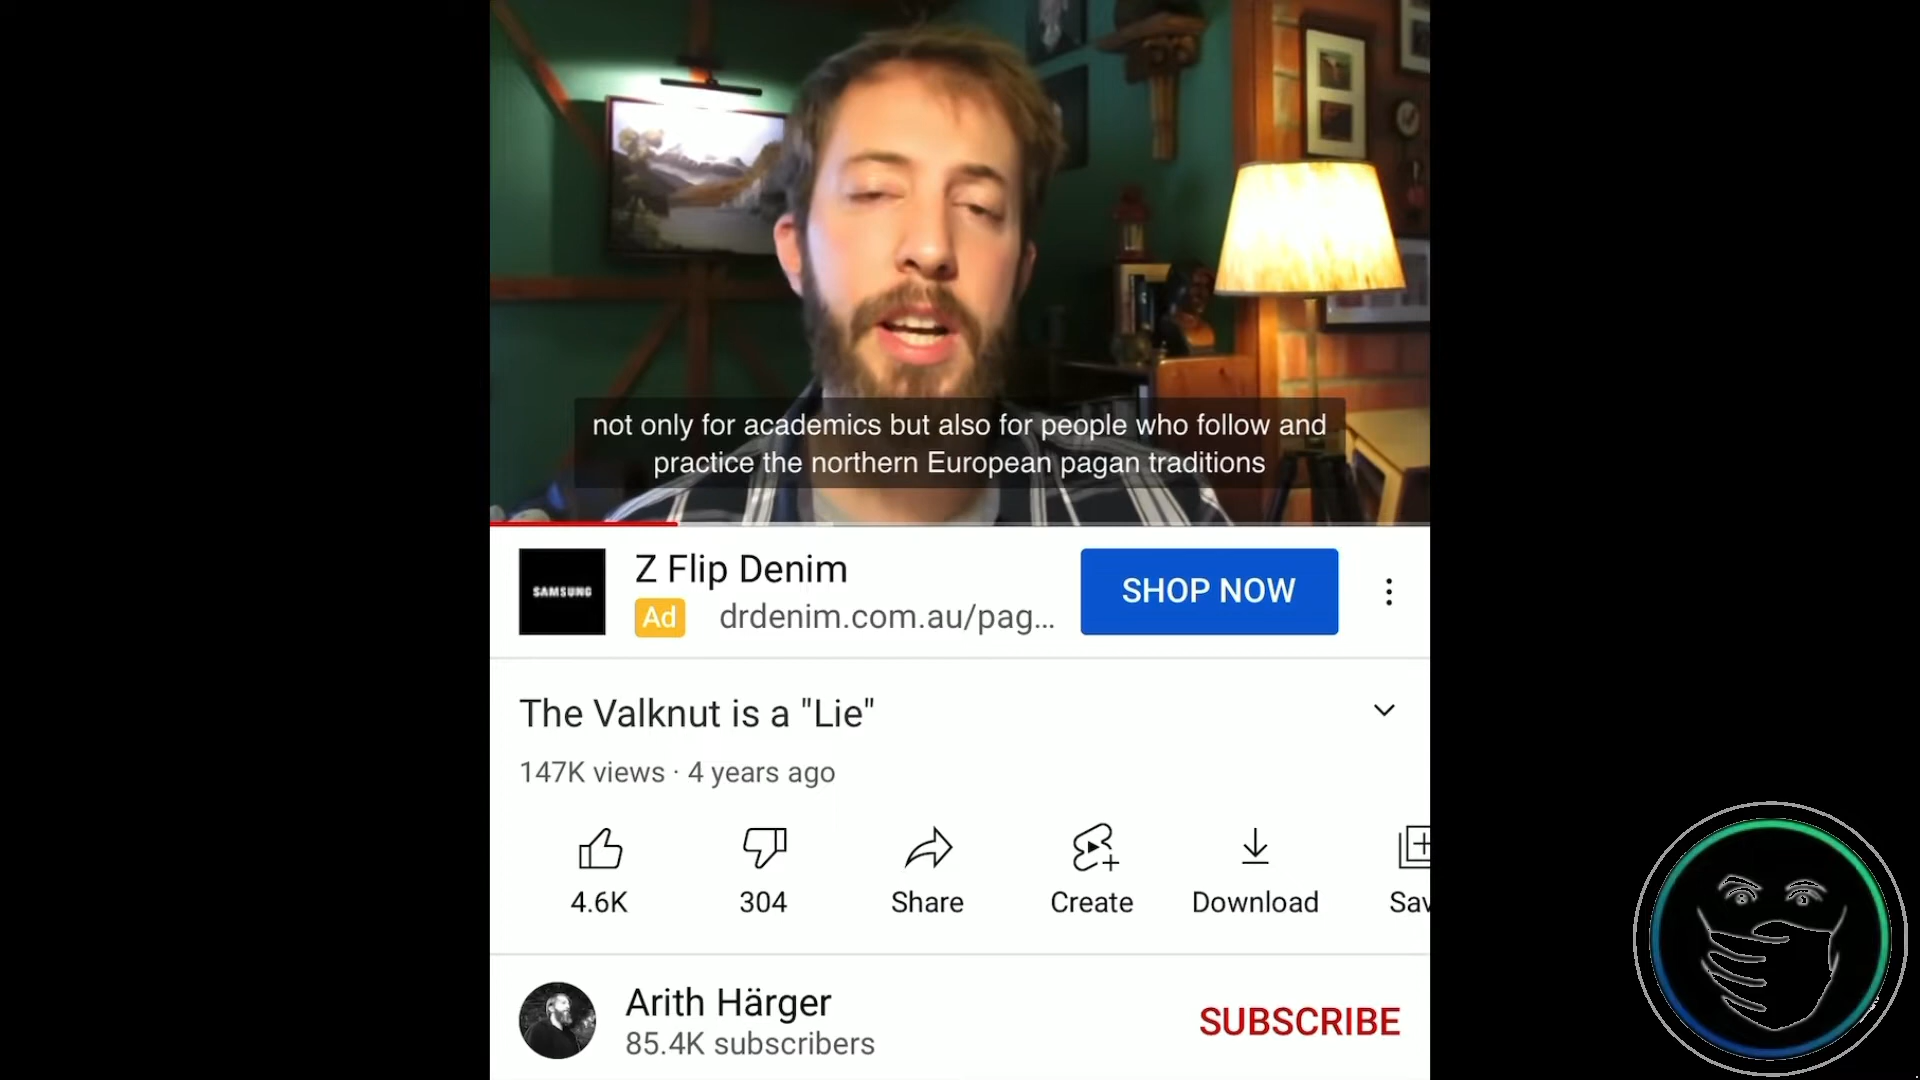 not only for academics but also for people who follow and
practice the northern European pagan traditions
SAMSUNG
Z Flip Denim
Ad drdenim.com.au/pag...
SHOP NOW
The Valknut is a "Lie"
147K views · 4 years ago
4.6K 304 Share Create Download Sav
Arith Härger
85.4K subscribers
SUBSCRIBE